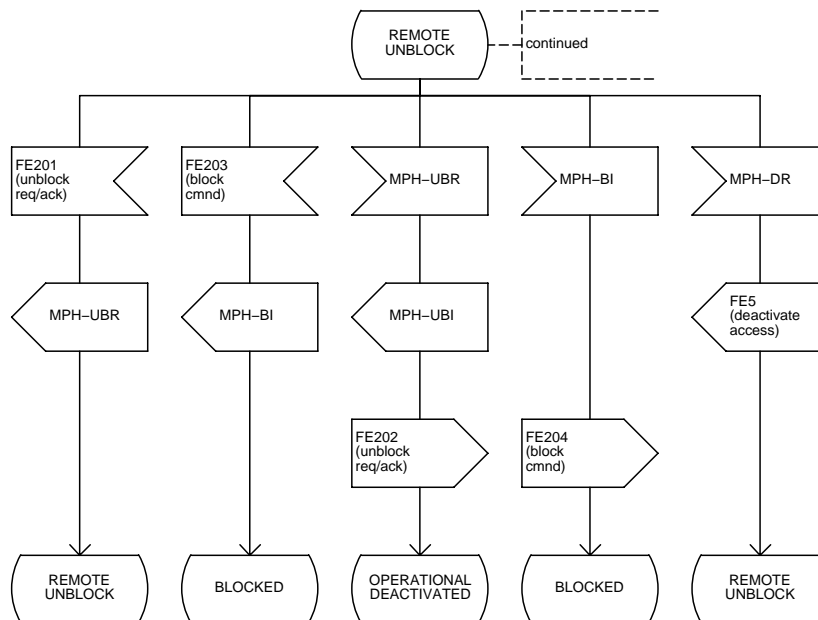 REMOTE
UNBLOCK
continued
FE201
(unblock
req/ack)
FE203
(block
cmnd)
MPH−UBR
MPH−BI
MPH−DR
MPH−UBR
MPH−BI
MPH−UBI
FE5
(deactivate
access)
FE202
(unblock
req/ack)
FE204
(block
cmnd)
REMOTE
UNBLOCK
BLOCKED
OPERATIONAL
DEACTIVATED
BLOCKED
REMOTE
UNBLOCK